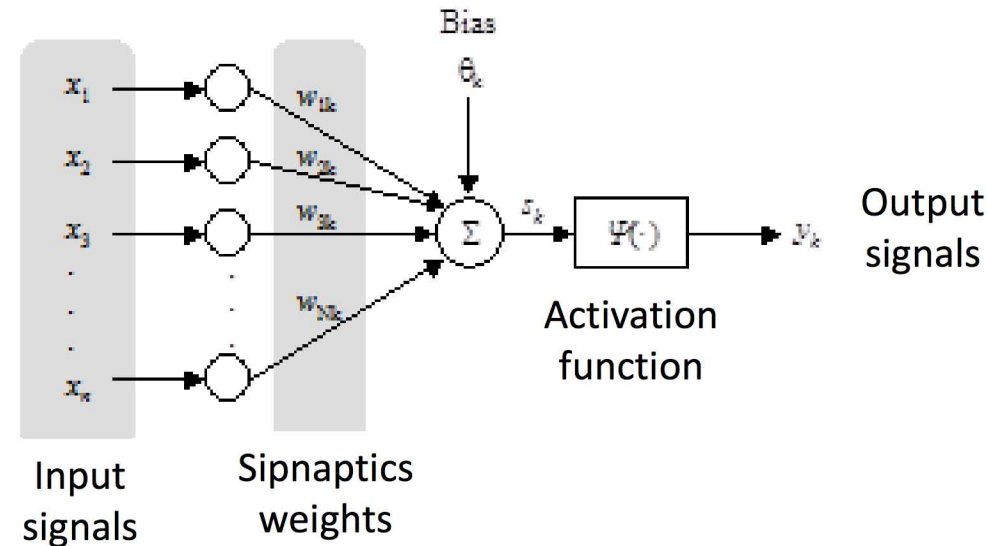 Bias
θₖ
x₁
w₁ₖ
x₂
w₂ₖ
x₃
w₃ₖ
Σ
sₖ
Ψ(·)
yₖ
Output
signals
wₙₖ
Activation
function
xₙ
Input
signals
Sipnaptics
weights